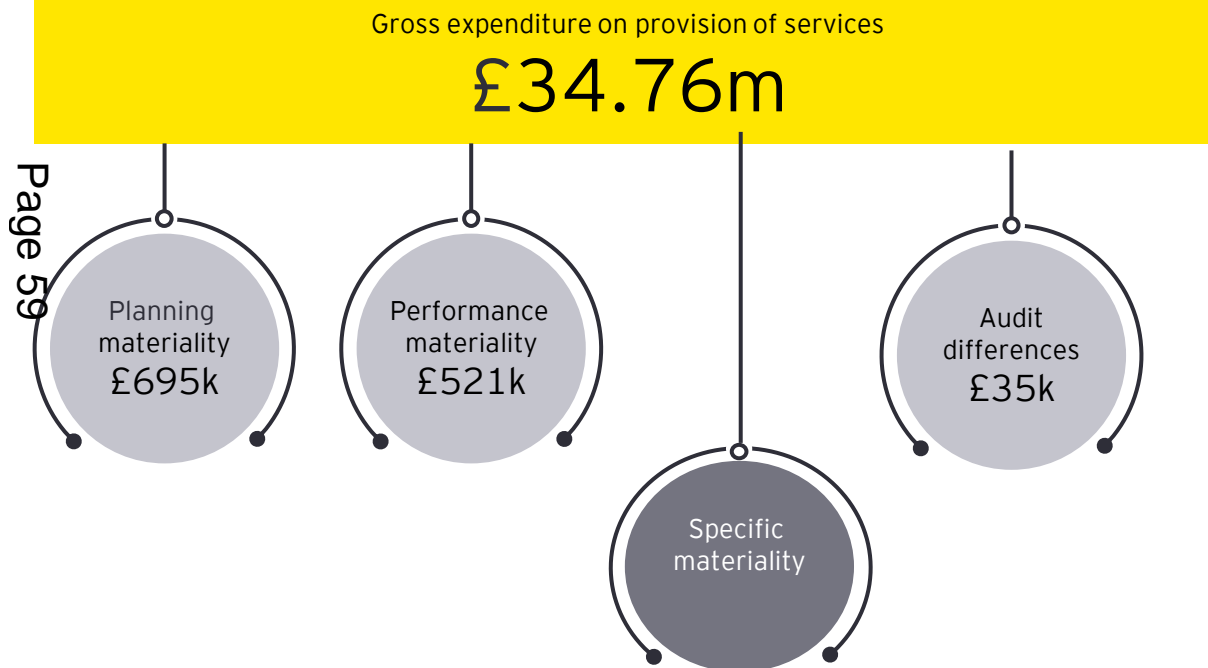 Gross expenditure on provision of services
£34.76m
Page 59
Planning
materiality
£695k
Performance
materiality
£521k
Audit
differences
£35k
Specific
materiality